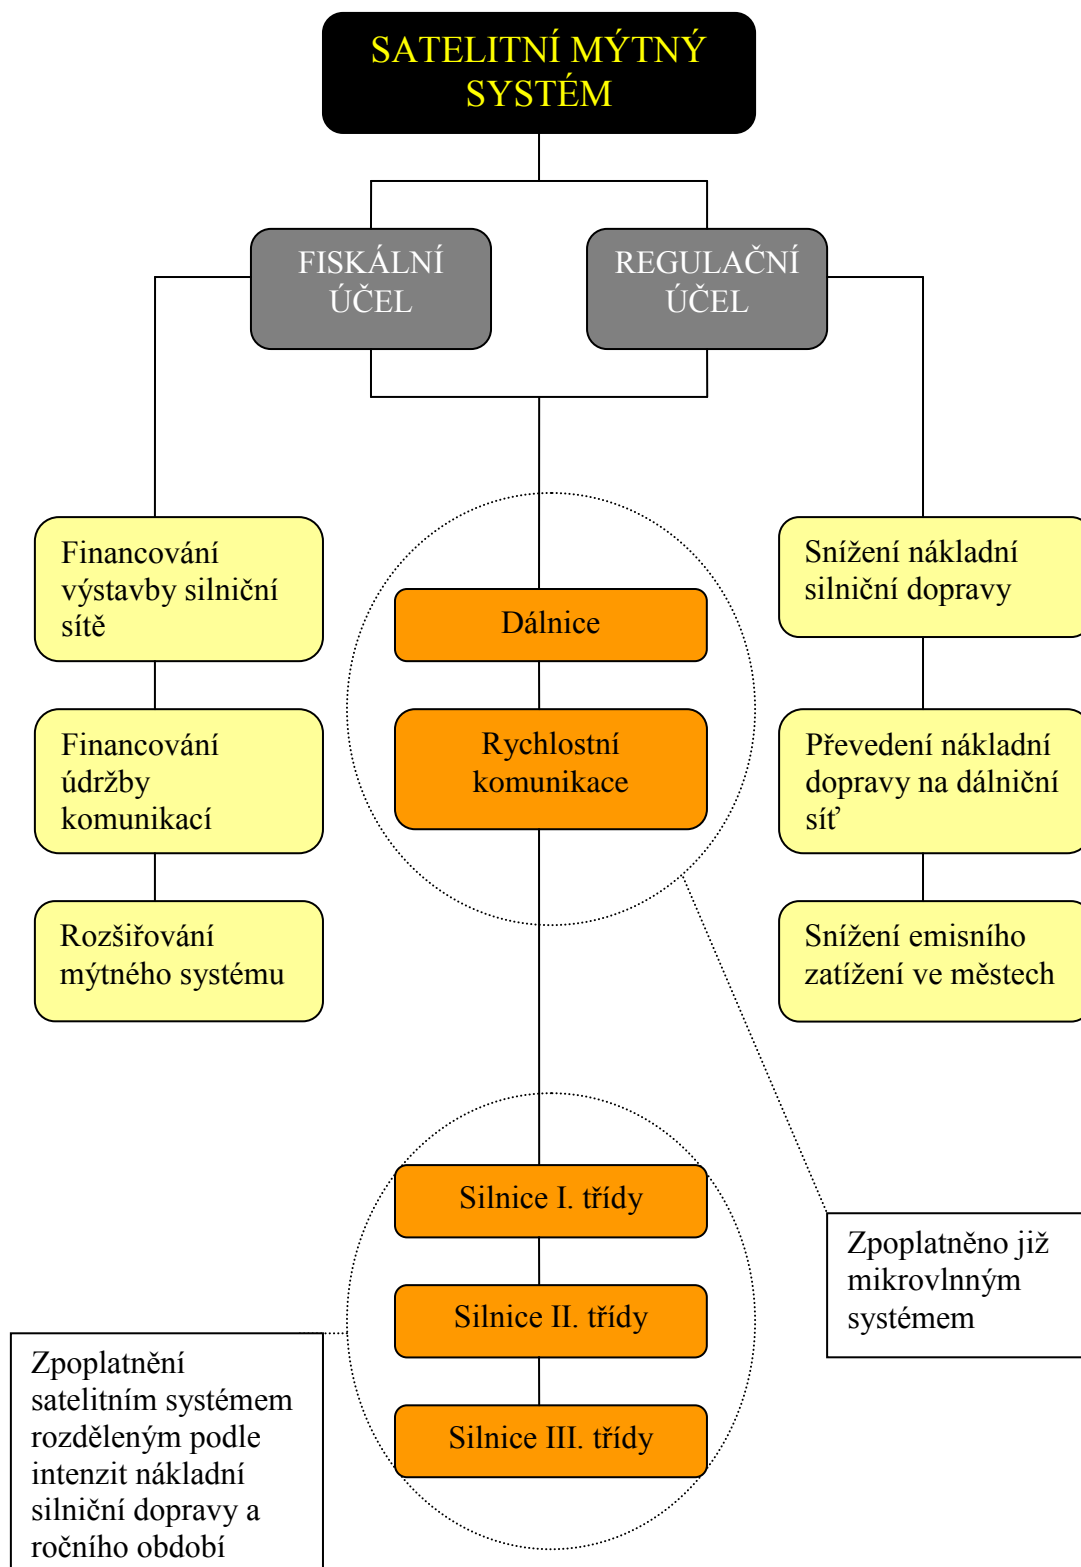 SATELITNÍ MÝTNÝ
SYSTÉM
FISKÁLNÍ
ÚČEL
REGULAČNÍ
ÚČEL
Financování
výstavby silniční
sítě
Financování
údržby
komunikací
Rozšiřování
mýtného systému
Dálnice
Rychlostní
komunikace
Snížení nákladní
silniční dopravy
Převedení nákladní
dopravy na dálniční
síť
Snížení emisního
zatížení ve městech
Silnice I. třídy
Silnice II. třídy
Silnice III. třídy
Zpoplatněno již
mikrovlnným
systémem
Zpoplatnění
satelitním systémem
rozděleným podle
intenzit nákladní
silniční dopravy a
ročního období